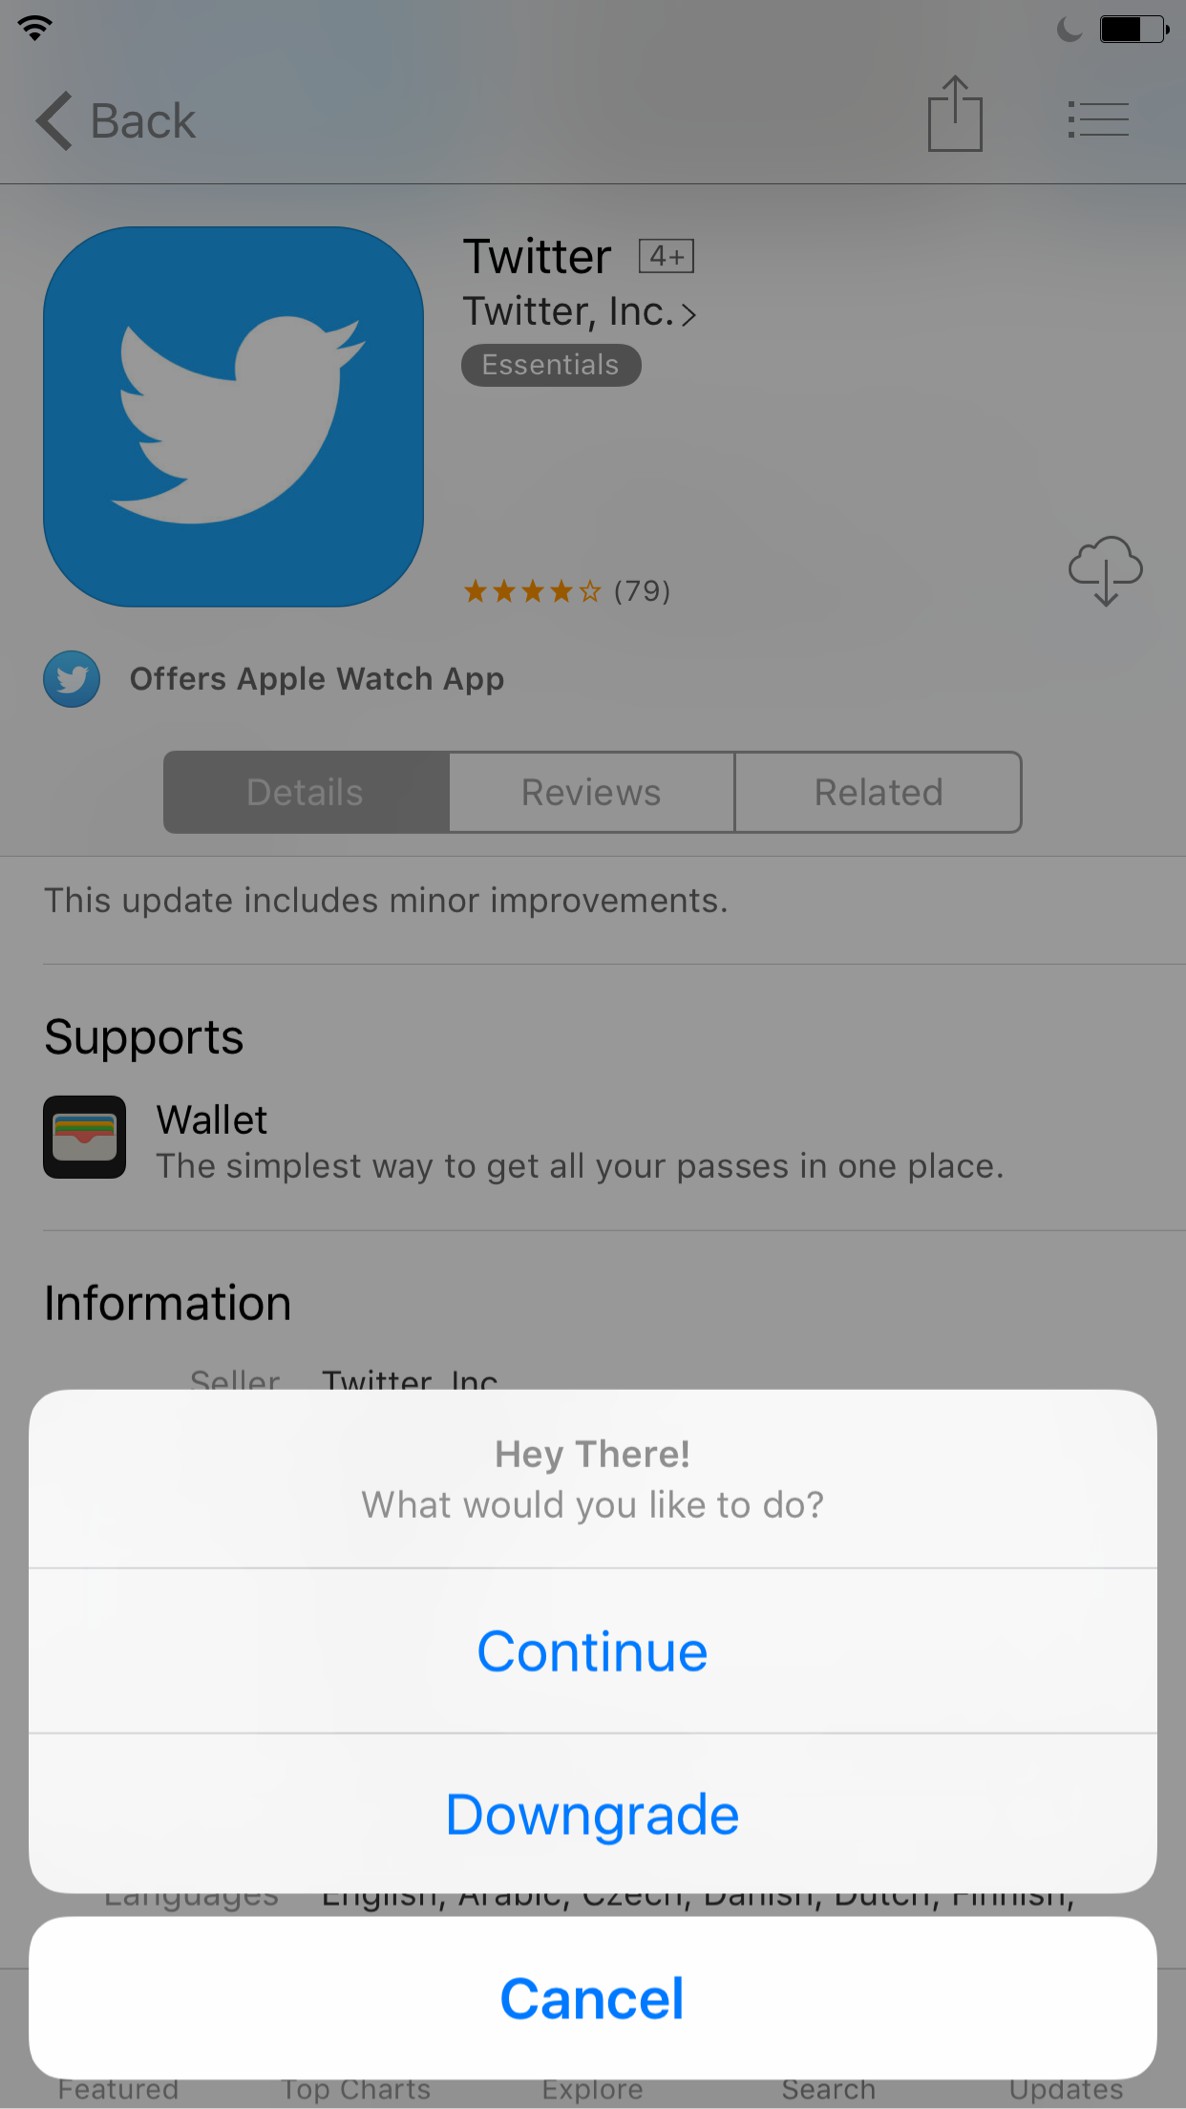 Back
Twitter 4+
Twitter, Inc. >
Essentials
(79)
Offers Apple Watch App
Details Reviews Related
This update includes minor improvements.
Supports
Wallet
The simplest way to get all your passes in one place.
Information
Seller Twitter, Inc.
Hey There!
What would you like to do?
Continue
Downgrade
Languages English, Arabic, Czech, Danish, Dutch, Finnish,
Cancel
Featured Top Charts Explore Search Updates